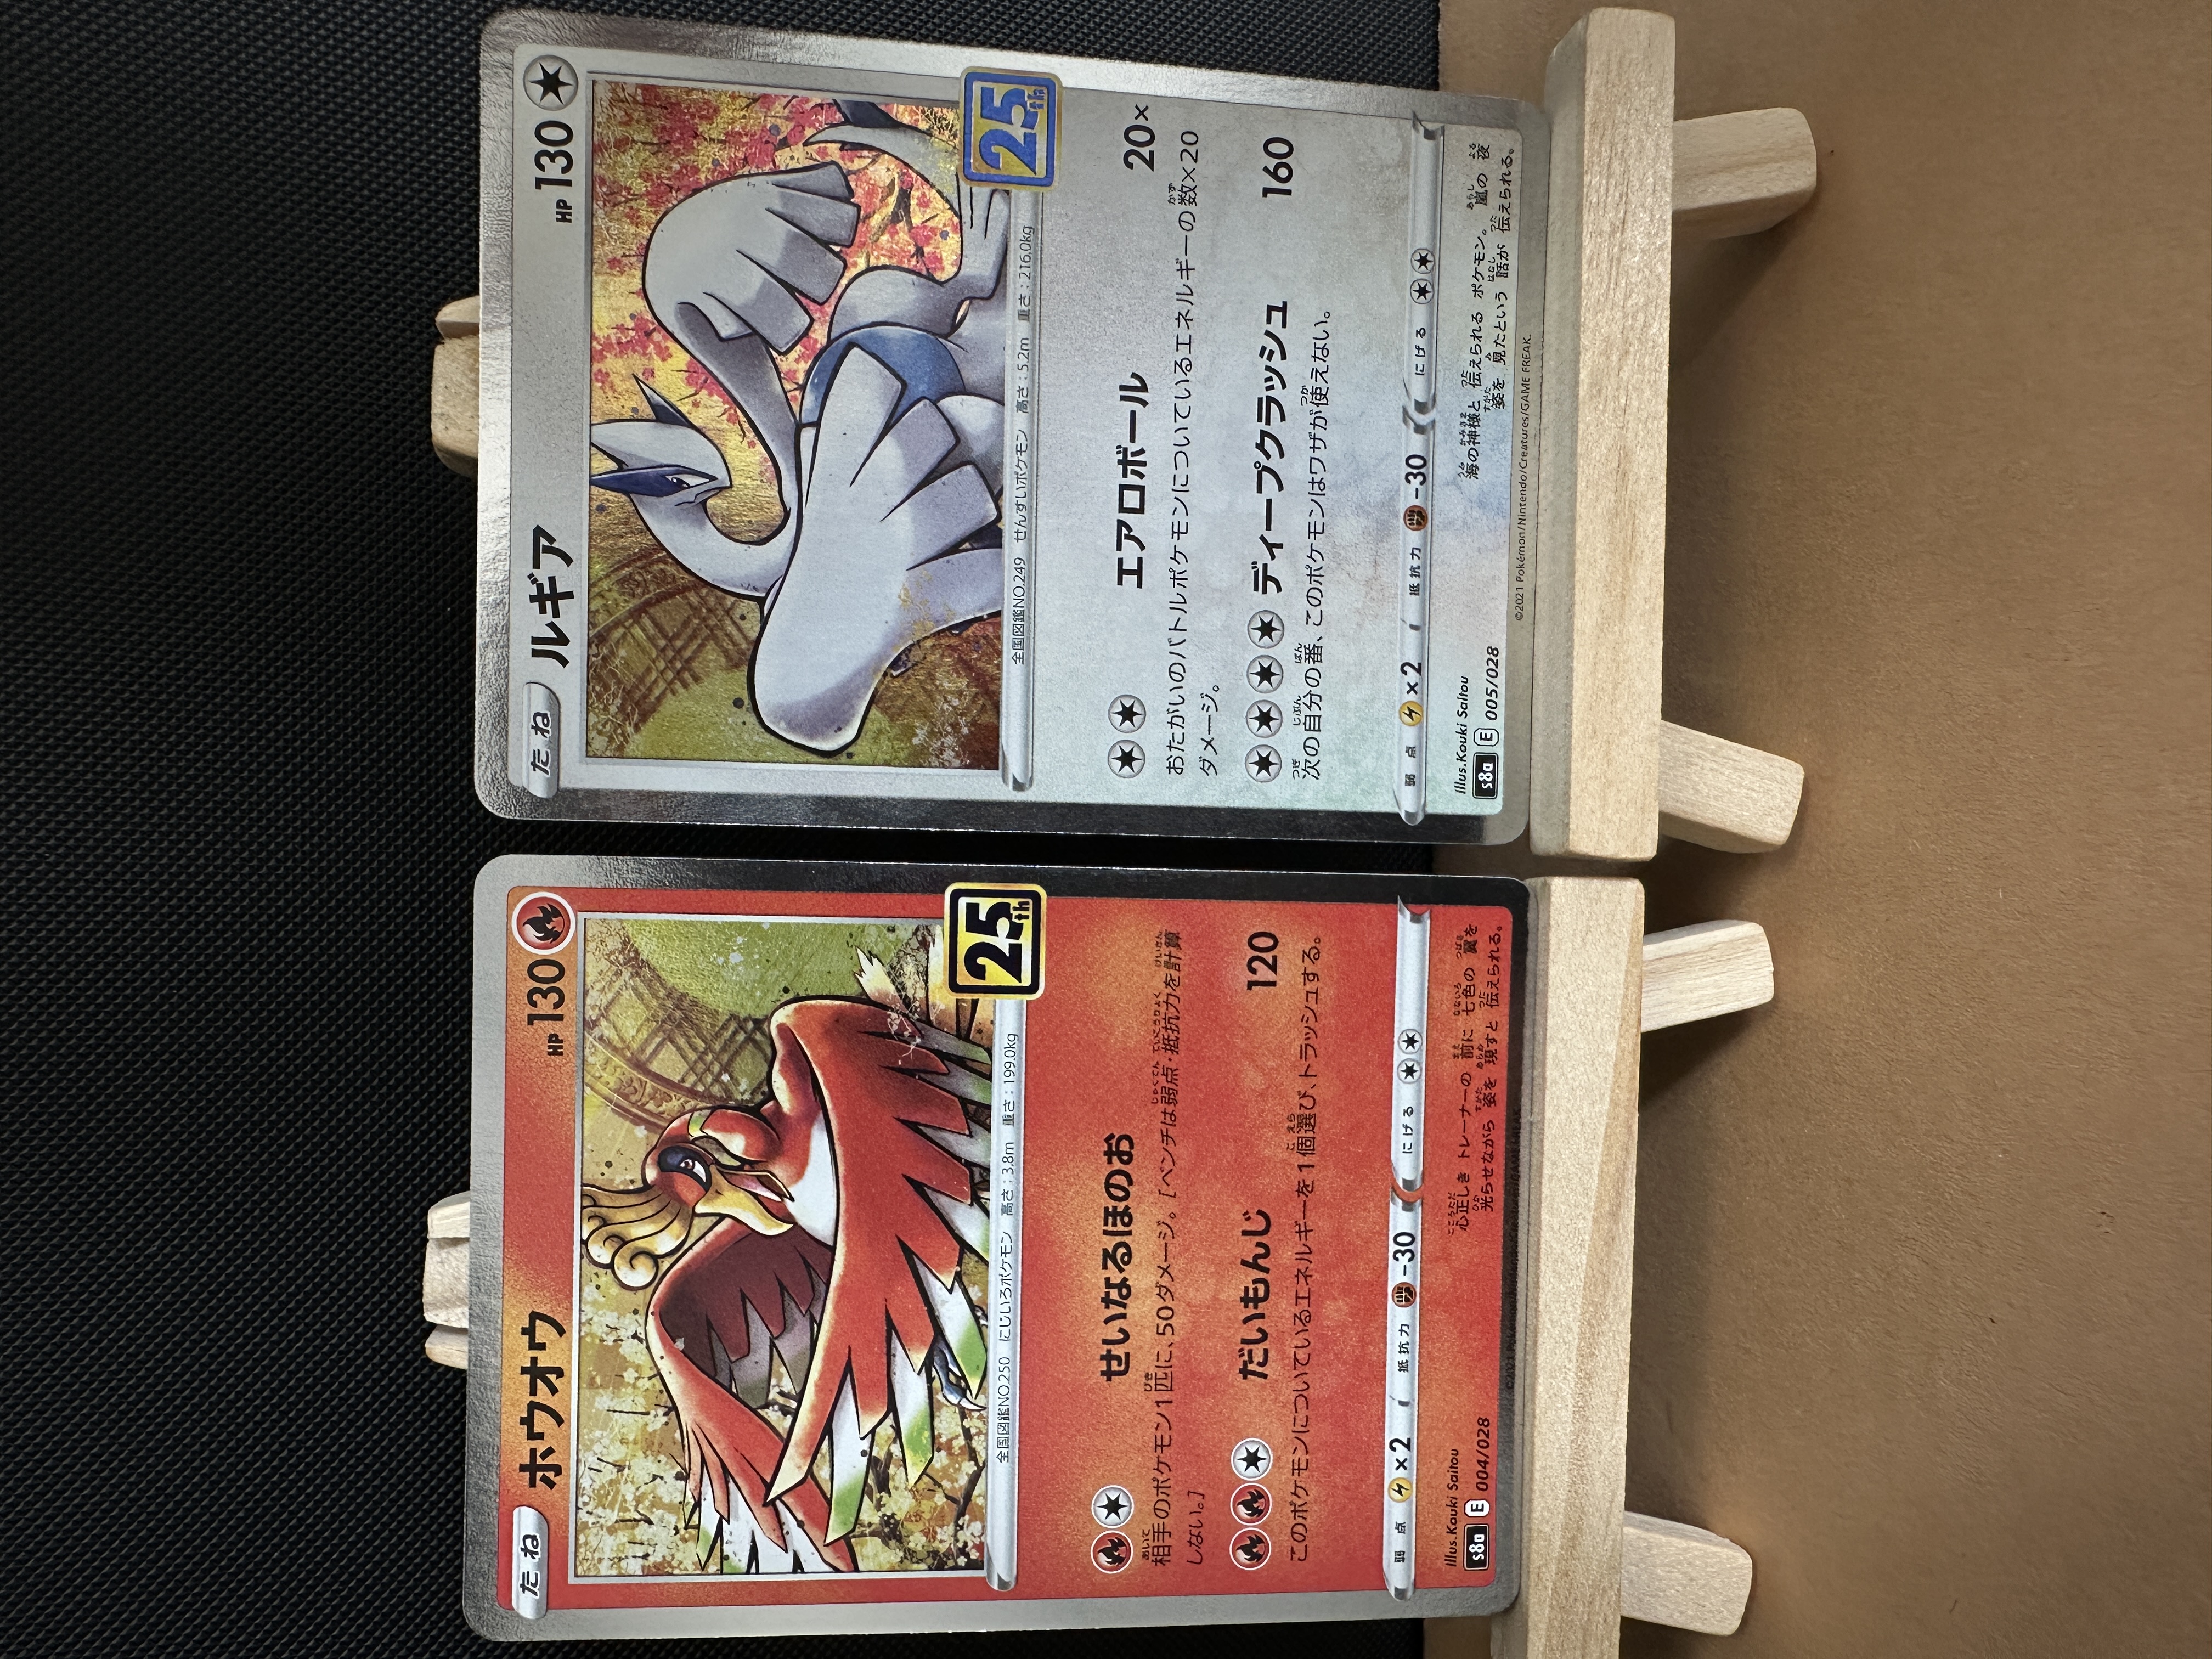 たね ホウオウ HP 130
25th
全国図鑑NO.250 にじいろポケモン 高さ:3.8m 重さ:199.0kg
せいなるほのお
相手のポケモン1匹に、50ダメージ。[ベンチは弱点・抵抗力を計算
しない。]
だいもんじ 120
このポケモンについているエネルギーを1個選び、トラッシュする。
弱点 ×2 抵抗力 -30 にげる
Illus.Kouki Saitou
s8a E 004/028
心正しき トレーナーの 前に 七色の 翼を
光らせながら 姿を 現すと 伝えられる。
©2021 Pokémon/Nintendo/Creatures/GAME FREAK.
たね ルギア HP 130
25th
全国図鑑NO.249 せんすいポケモン 高さ:5.2m 重さ:216.0kg
エアロボール 20×
おたがいのバトルポケモンについているエネルギーの数×20
ダメージ。
ディープクラッシュ 160
次の自分の番、このポケモンはワザが使えない。
弱点 ×2 抵抗力 -30 にげる
Illus.Kouki Saitou
s8a E 005/028
海の神様と 伝えられる ポケモン。 嵐の 夜
姿を 見たという 話が 伝えられる。
©2021 Pokémon/Nintendo/Creatures/GAME FREAK.